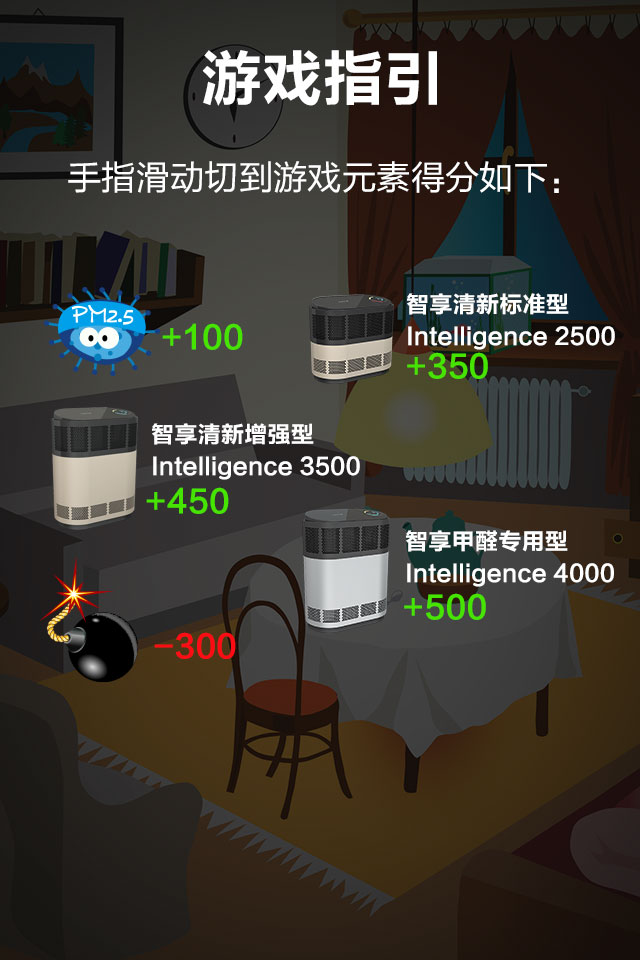 游戏指引
手指滑动切到游戏元素得分如下：
PM2.5
+100
智享清新标准型
Intelligence 2500
+350
智享清新增强型
Intelligence 3500
+450
智享甲醛专用型
Intelligence 4000
+500
-300